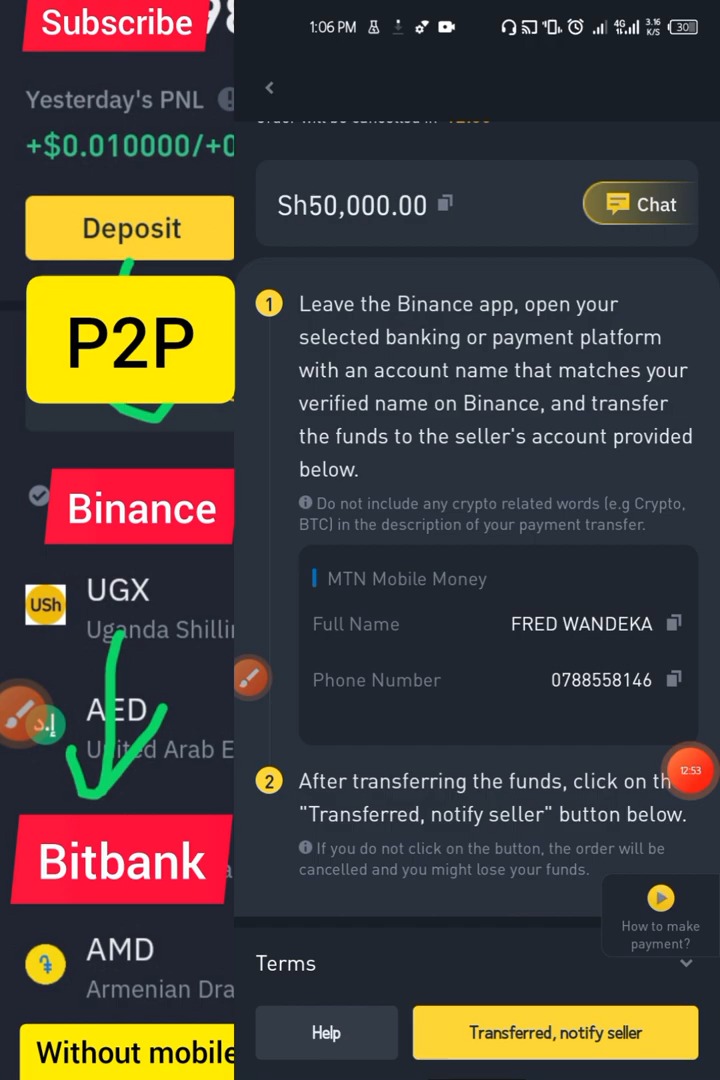 Subscribe
Yesterday's PNL
+$0.010000/+0
Deposit
P2P
Binance
USh
UGX
Uganda Shillin
AED
United Arab E
د.إ
Bitbank
AMD
Armenian Dra
Without mobile
1:06 PM
4G
3.16
K/S
30
Sh50,000.00
Chat
1
Leave the Binance app, open your
selected banking or payment platform
with an account name that matches your
verified name on Binance, and transfer
the funds to the seller's account provided
below.
Do not include any crypto related words (e.g Crypto,
BTC) in the description of your payment transfer.
MTN Mobile Money
Full Name FRED WANDEKA
Phone Number 0788558146
12:53
2
After transferring the funds, click on th
"Transferred, notify seller" button below.
If you do not click on the button, the order will be
cancelled and you might lose your funds.
How to make
payment?
Terms
Help
Transferred, notify seller